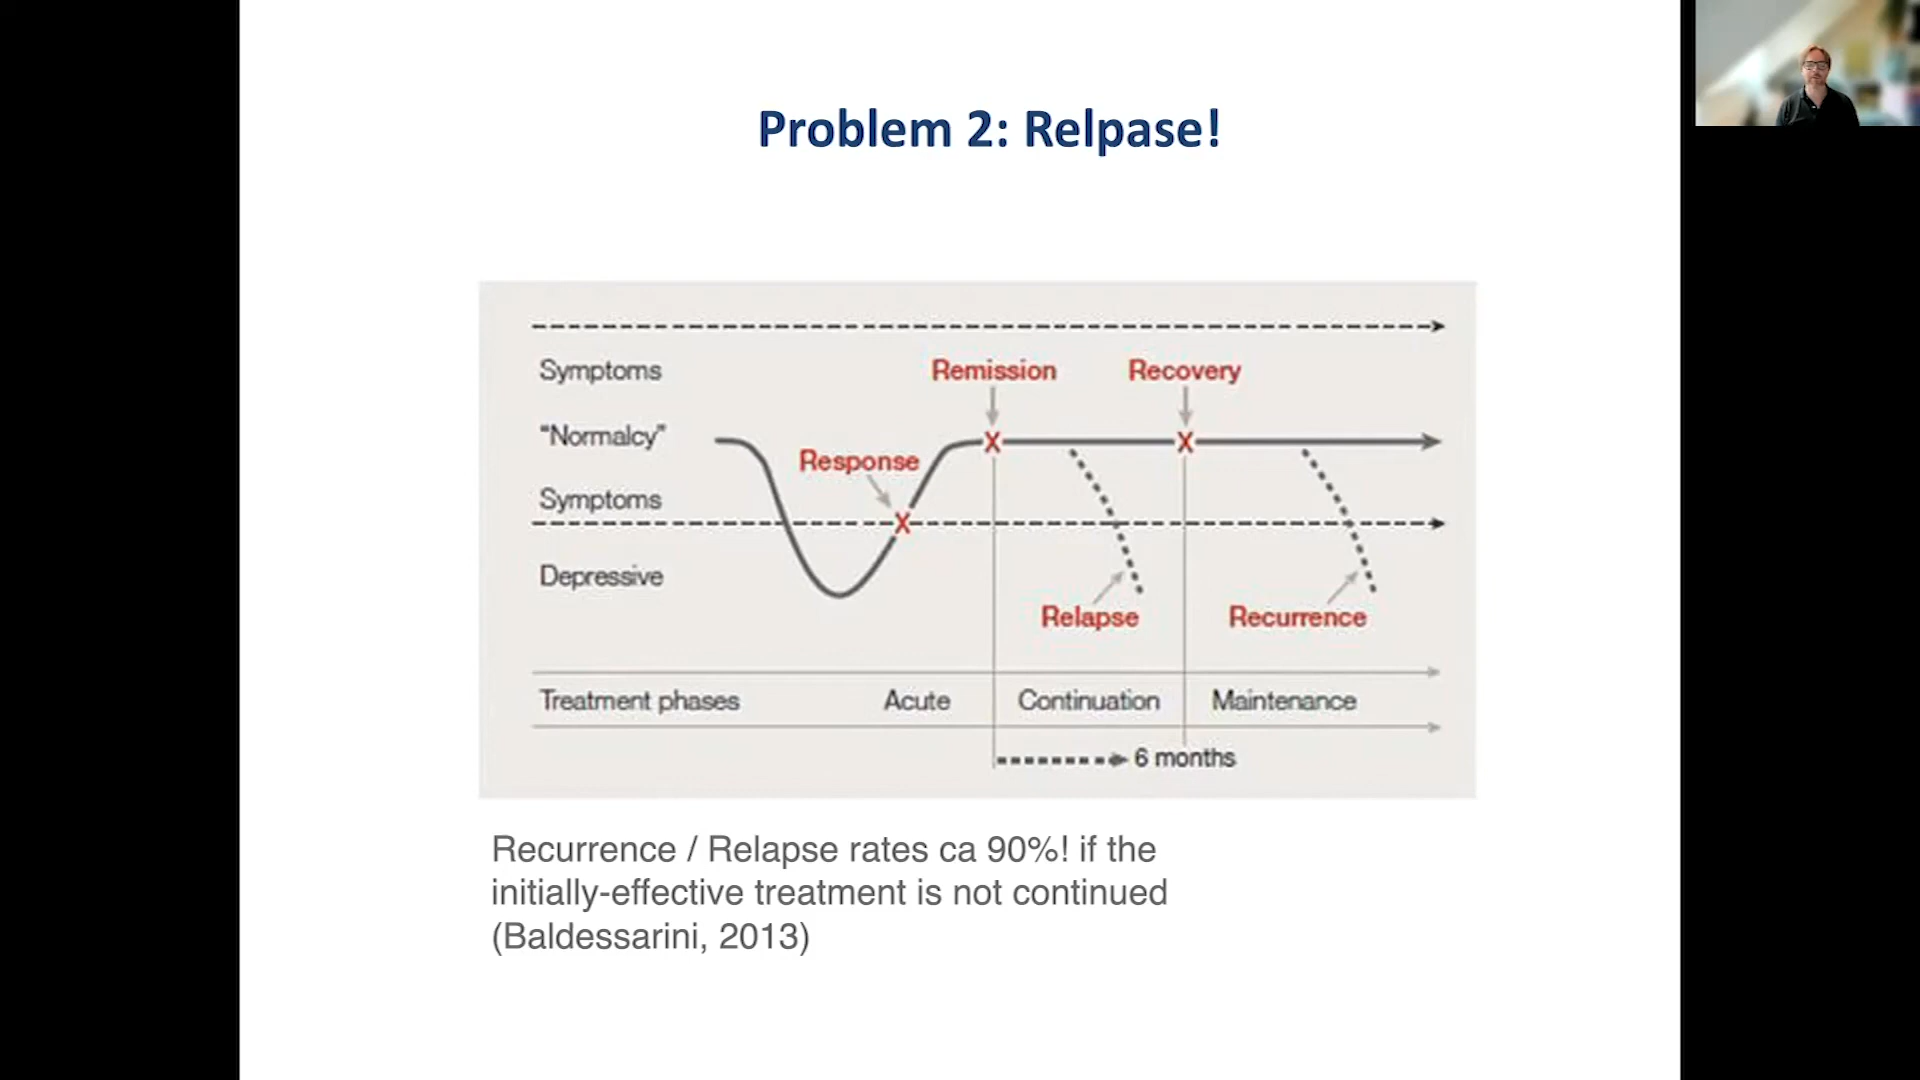 Problem 2: Relpase!
Symptoms
Remission
Recovery
"Normalcy"
Response
Symptoms
Depressive
Relapse
Recurrence
Treatment phases
Acute
Continuation
Maintenance
6 months
Recurrence / Relapse rates ca 90%! if the
initially-effective treatment is not continued
(Baldessarini, 2013)